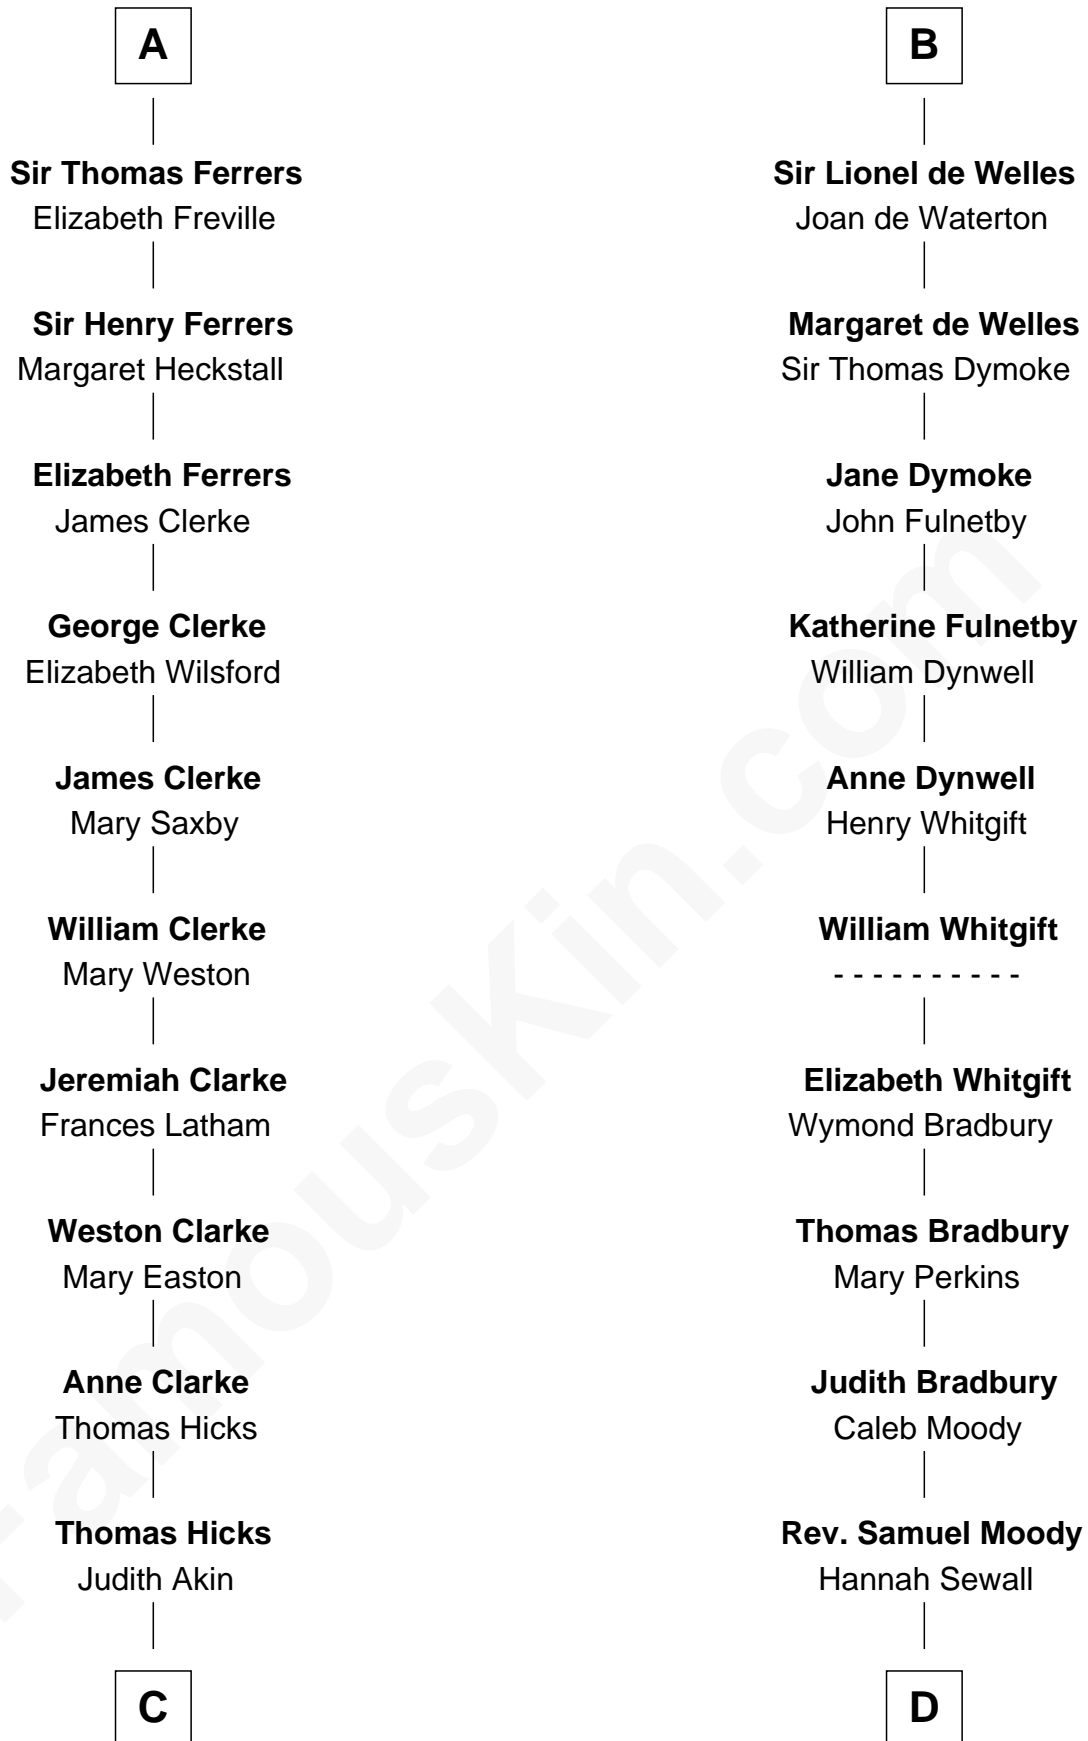 A
Sir Thomas Ferrers
Elizabeth Freville
Sir Henry Ferrers
Margaret Heckstall
Elizabeth Ferrers
James Clerke
George Clerke
Elizabeth Wilsford
James Clerke
Mary Saxby
William Clerke
Mary Weston
Jeremiah Clarke
Frances Latham
Weston Clarke
Mary Easton
Anne Clarke
Thomas Hicks
Thomas Hicks
Judith Akin
C
B
Sir Lionel de Welles
Joan de Waterton
Margaret de Welles
Sir Thomas Dymoke
Jane Dymoke
John Fulnetby
Katherine Fulnetby
William Dynwell
Anne Dynwell
Henry Whitgift
William Whitgift
- - - - - - - - - -
Elizabeth Whitgift
Wymond Bradbury
Thomas Bradbury
Mary Perkins
Judith Bradbury
Caleb Moody
Rev. Samuel Moody
Hannah Sewall
D
FamousKin.com